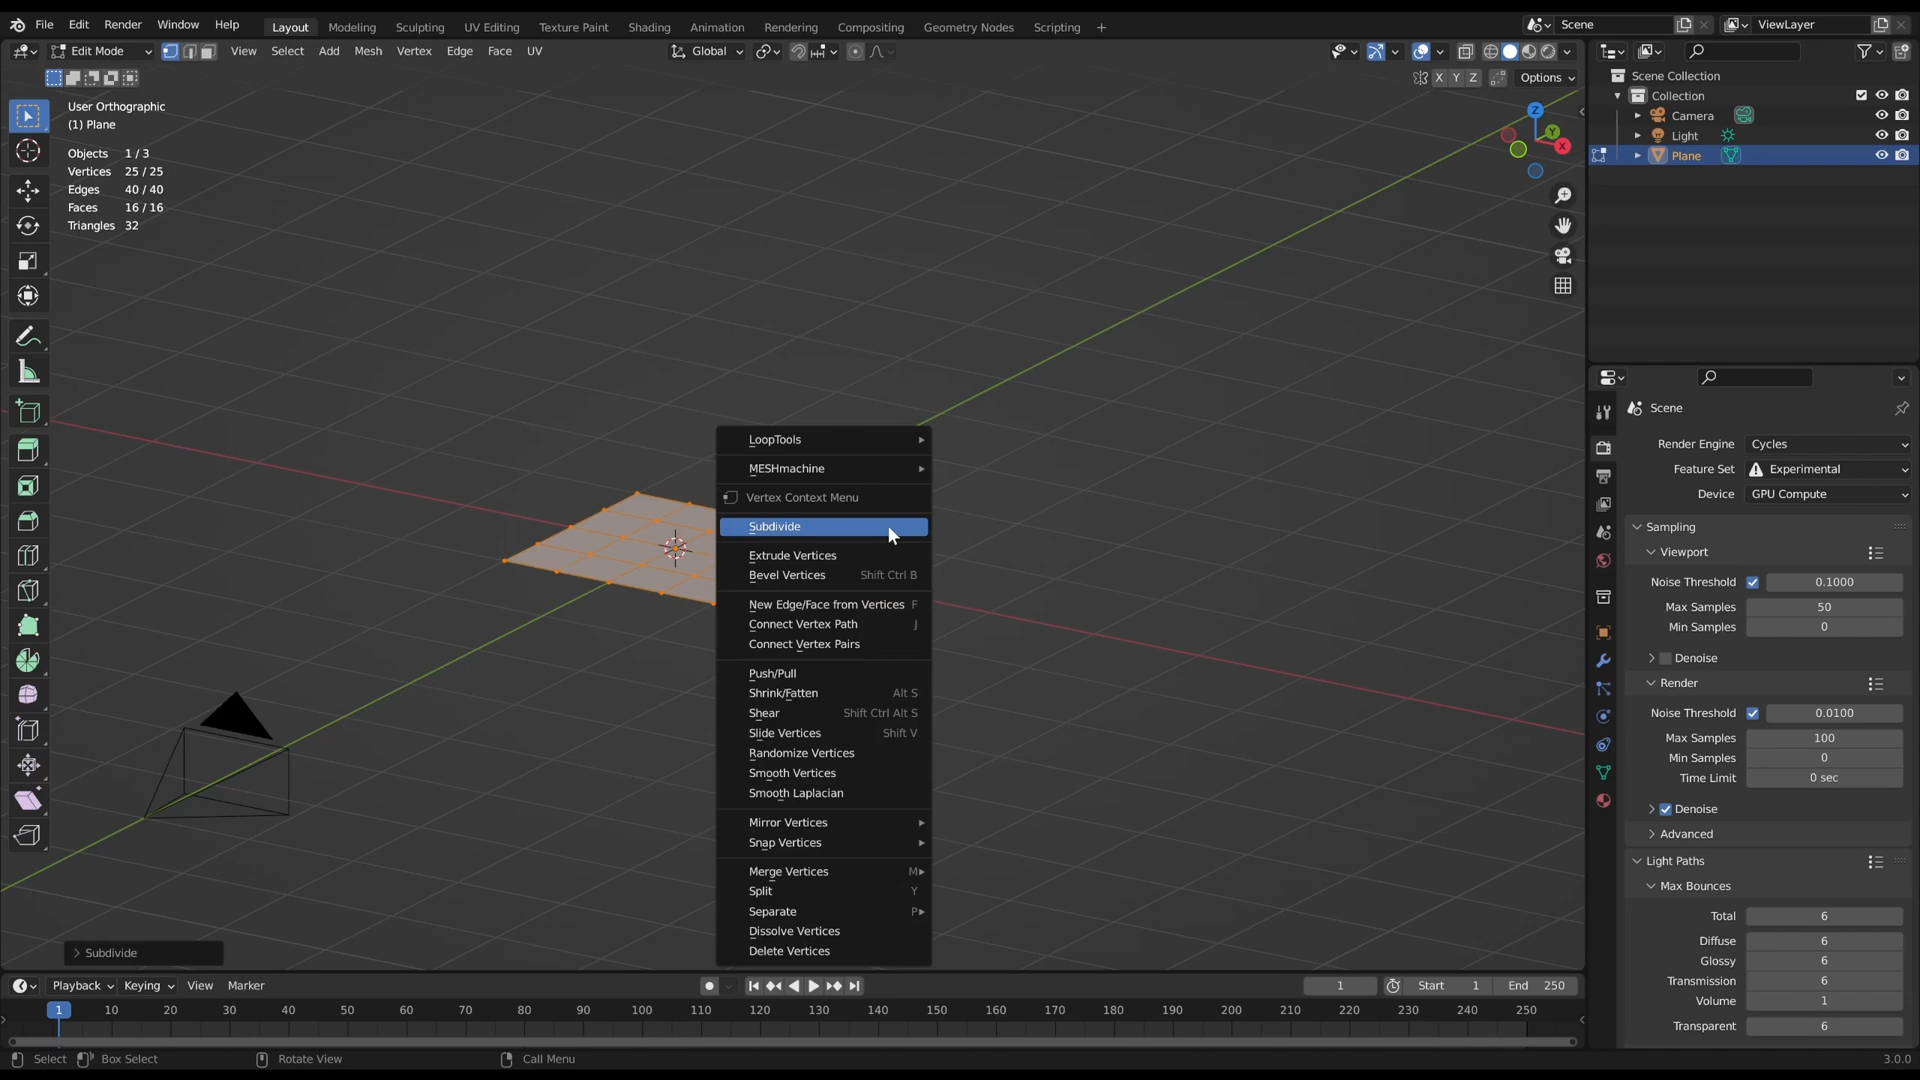 File Edit Render Window Help Layout Modeling Sculpting UV Editing Texture Paint Shading Animation Rendering Compositing Geometry Nodes Scripting + Scene ViewLayer
Edit Mode View Select Add Mesh Vertex Edge Face UV Global
X Y Z Options
User Orthographic
(1) Plane
Objects 1 / 3
Vertices 25 / 25
Edges 40 / 40
Faces 16 / 16
Triangles 32
Z
Y
X
LoopTools
MESHmachine
Vertex Context Menu
Subdivide
Extrude Vertices
Bevel Vertices Shift Ctrl B
New Edge/Face from Vertices F
Connect Vertex Path J
Connect Vertex Pairs
Push/Pull
Shrink/Fatten Alt S
Shear Shift Ctrl Alt S
Slide Vertices Shift V
Randomize Vertices
Smooth Vertices
Smooth Laplacian
Mirror Vertices
Snap Vertices
Merge Vertices M
Split Y
Separate P
Dissolve Vertices
Delete Vertices
Subdivide
Scene Collection
Collection
Camera
Light
Plane
Scene
Render Engine Cycles
Feature Set Experimental
Device GPU Compute
Sampling
Viewport
Noise Threshold 0.1000
Max Samples 50
Min Samples 0
Denoise
Render
Noise Threshold 0.0100
Max Samples 100
Min Samples 0
Time Limit 0 sec
Denoise
Advanced
Light Paths
Max Bounces
Total 6
Diffuse 6
Glossy 6
Transmission 6
Volume 1
Transparent 6
Playback Keying View Marker 1 Start 1 End 250
1 10 20 30 40 50 60 70 80 90 100 110 120 130 140 150 160 170 180 190 200 210 220 230 240 250
Select Box Select Rotate View Call Menu 3.0.0